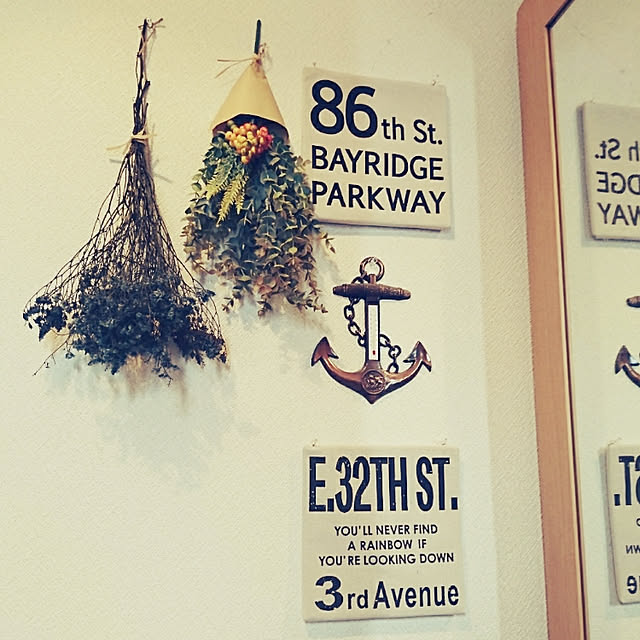 86th St.
BAYRIDGE
PARKWAY
E.32TH ST.
YOU'LL NEVER FIND
A RAINBOW IF
YOU'RE LOOKING DOWN
3rd Avenue